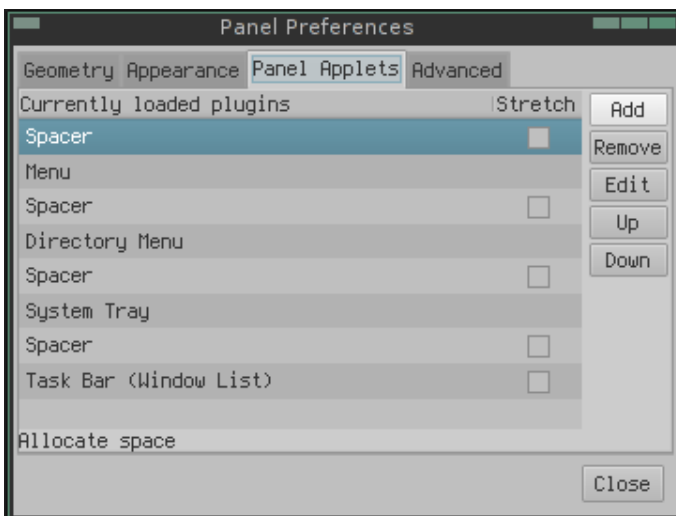 Panel Preferences
Geometry Appearance Panel Applets Advanced
Currently loaded plugins Stretch
Spacer
Menu
Spacer
Directory Menu
Spacer
System Tray
Spacer
Task Bar (Window List)
Allocate space
Add
Remove
Edit
Up
Down
Close